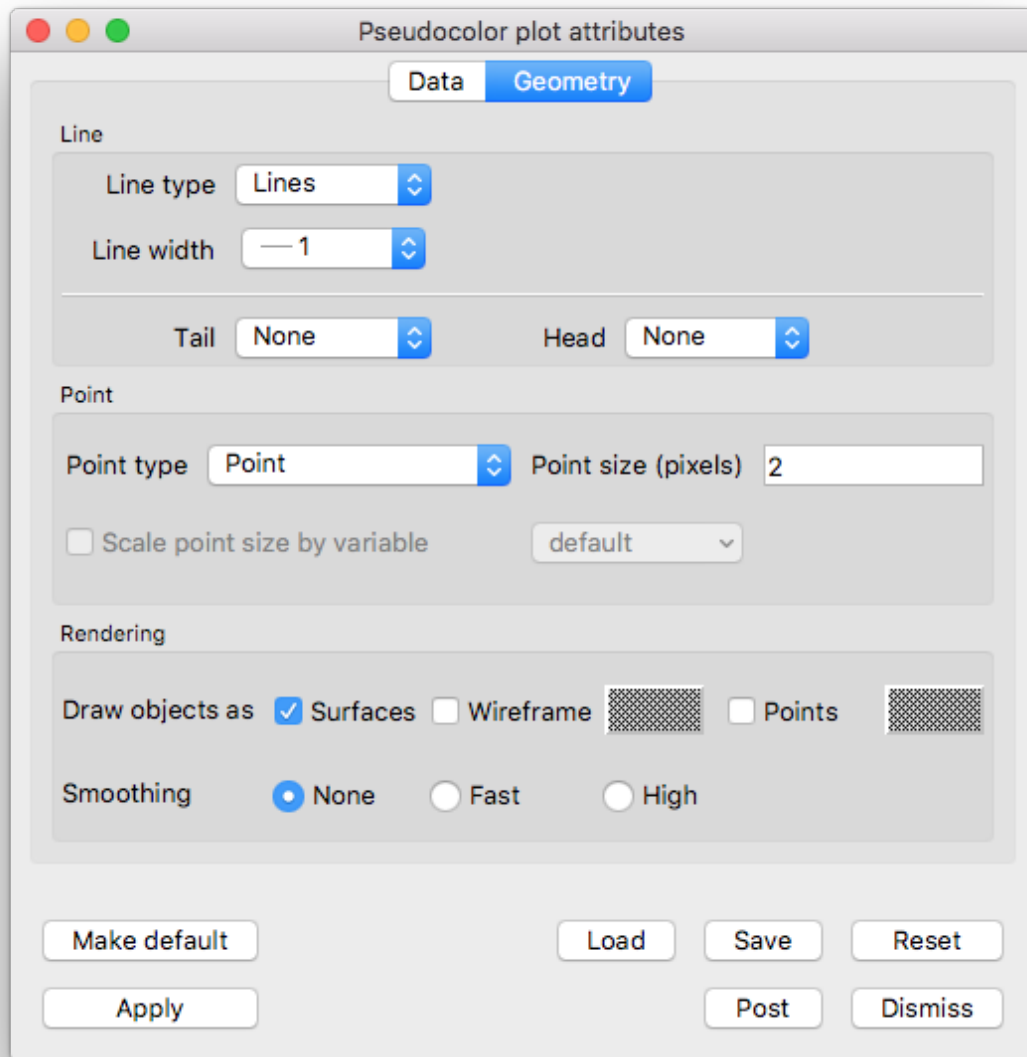 Pseudocolor plot attributes
Data Geometry
Line
Line type Lines
Line width 1
Tail None Head None
Point
Point type Point Point size (pixels) 2
Scale point size by variable default
Rendering
Draw objects as Surfaces Wireframe Points
Smoothing None Fast High
Make default Load Save Reset
Apply Post Dismiss